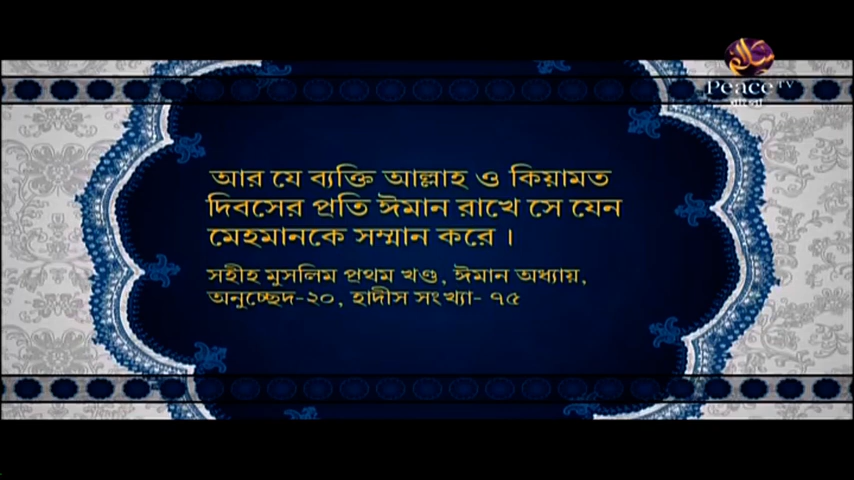 Peace TV
বাংলা
আর যে ব্যক্তি আল্লাহ ও কিয়ামত
দিবসের প্রতি ঈমান রাখে সে যেন
মেহমানকে সম্মান করে ।
সহীহ মুসলিম প্রথম খণ্ড, ঈমান অধ্যায়,
অনুচ্ছেদ-২০, হাদীস সংখ্যা- ৭৫